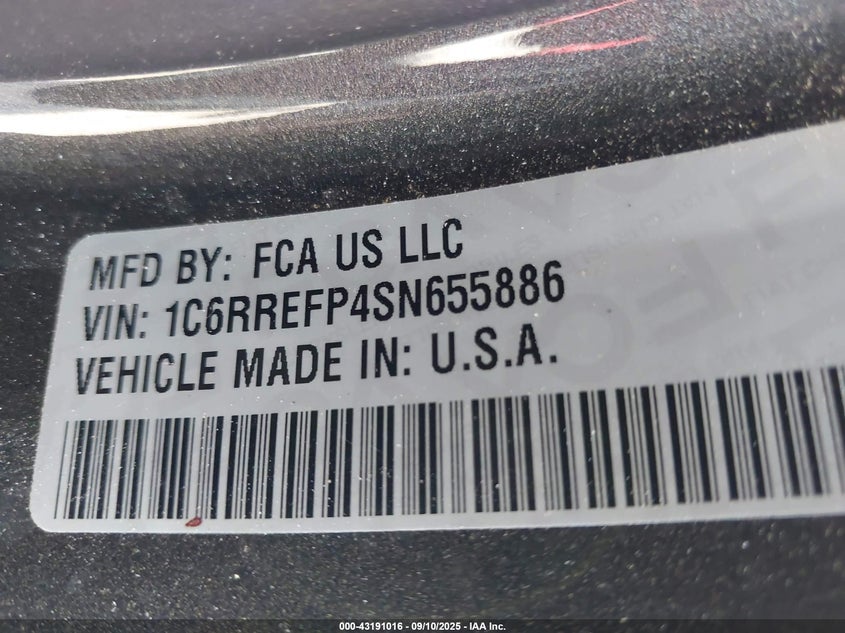 MFD BY: FCA US LLC
VIN: 1C6RREFP4SN655886
VEHICLE MADE IN: U.S.A.
000-43191016 - 09/10/2025 - IAA Inc.